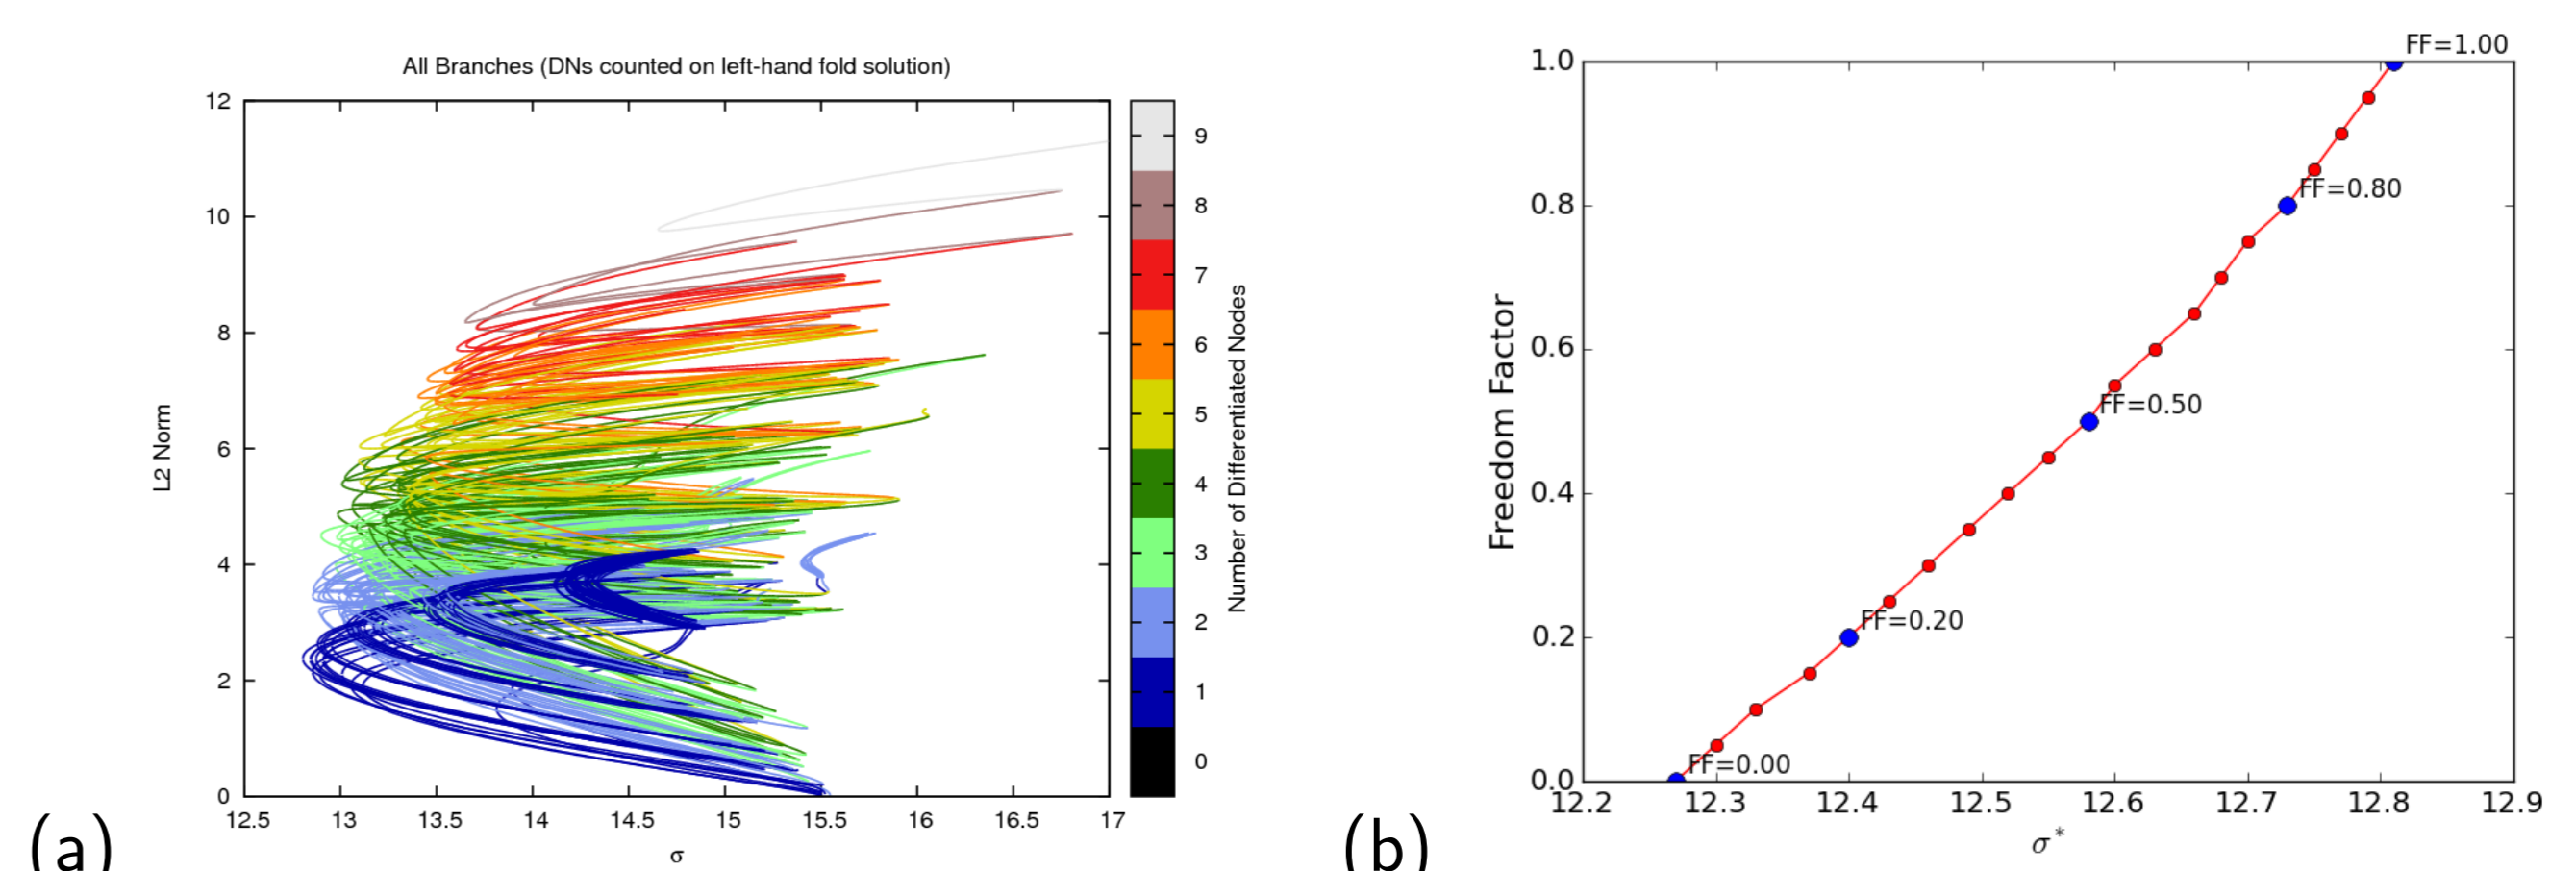 All Branches (DNs counted on left-hand fold solution)
12
10
8
6
4
2
0
L2 Norm
12.5 13 13.5 14 14.5 15 15.5 16 16.5 17
σ
9
8
7
6
5
4
3
2
1
0
Number of Differentiated Nodes
(a)
FF=1.00
FF=0.80
FF=0.50
FF=0.20
FF=0.00
1.0
0.8
0.6
0.4
0.2
0.0
Freedom Factor
12.2 12.3 12.4 12.5 12.6 12.7 12.8 12.9
σ*
(b)